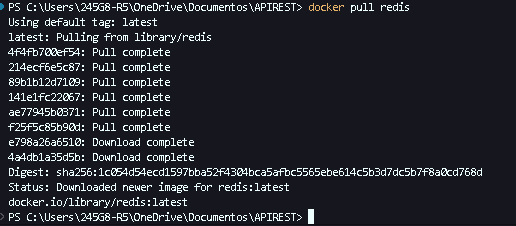 PS C:\Users\245G8-R5\OneDrive\Documentos\APIREST> docker pull redis
Using default tag: latest
latest: Pulling from library/redis
4f4fb700ef54: Pull complete
214ecf6e5c87: Pull complete
89b1b12d7109: Pull complete
141e1fc22067: Pull complete
ae77945b0371: Pull complete
f25f5c85b90d: Pull complete
e798a26a6510: Download complete
4a4db1a35d5b: Download complete
Digest: sha256:1c054d54ecd1597bba52f4304bca5afbc5565ebe614c5b3d7dc5b7f8a0cd768d
Status: Downloaded newer image for redis:latest
docker.io/library/redis:latest
PS C:\Users\245G8-R5\OneDrive\Documentos\APIREST>